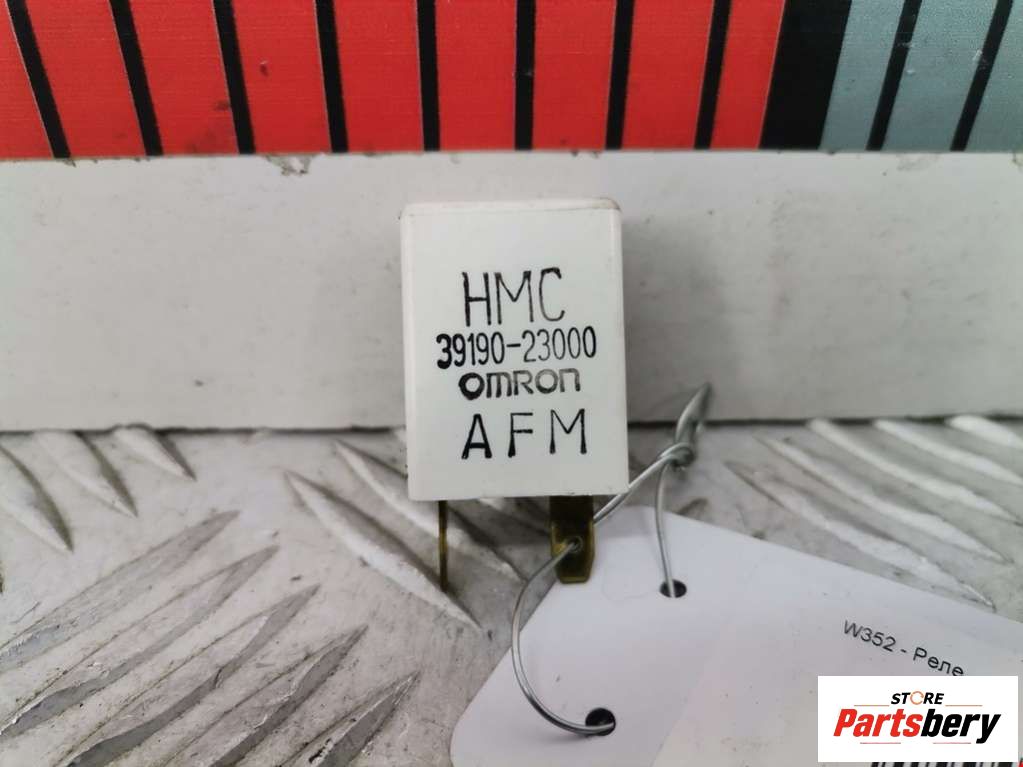 HMC
39190-23000
OMRON
AFM
W352 - Реле
STORE
Partsbery